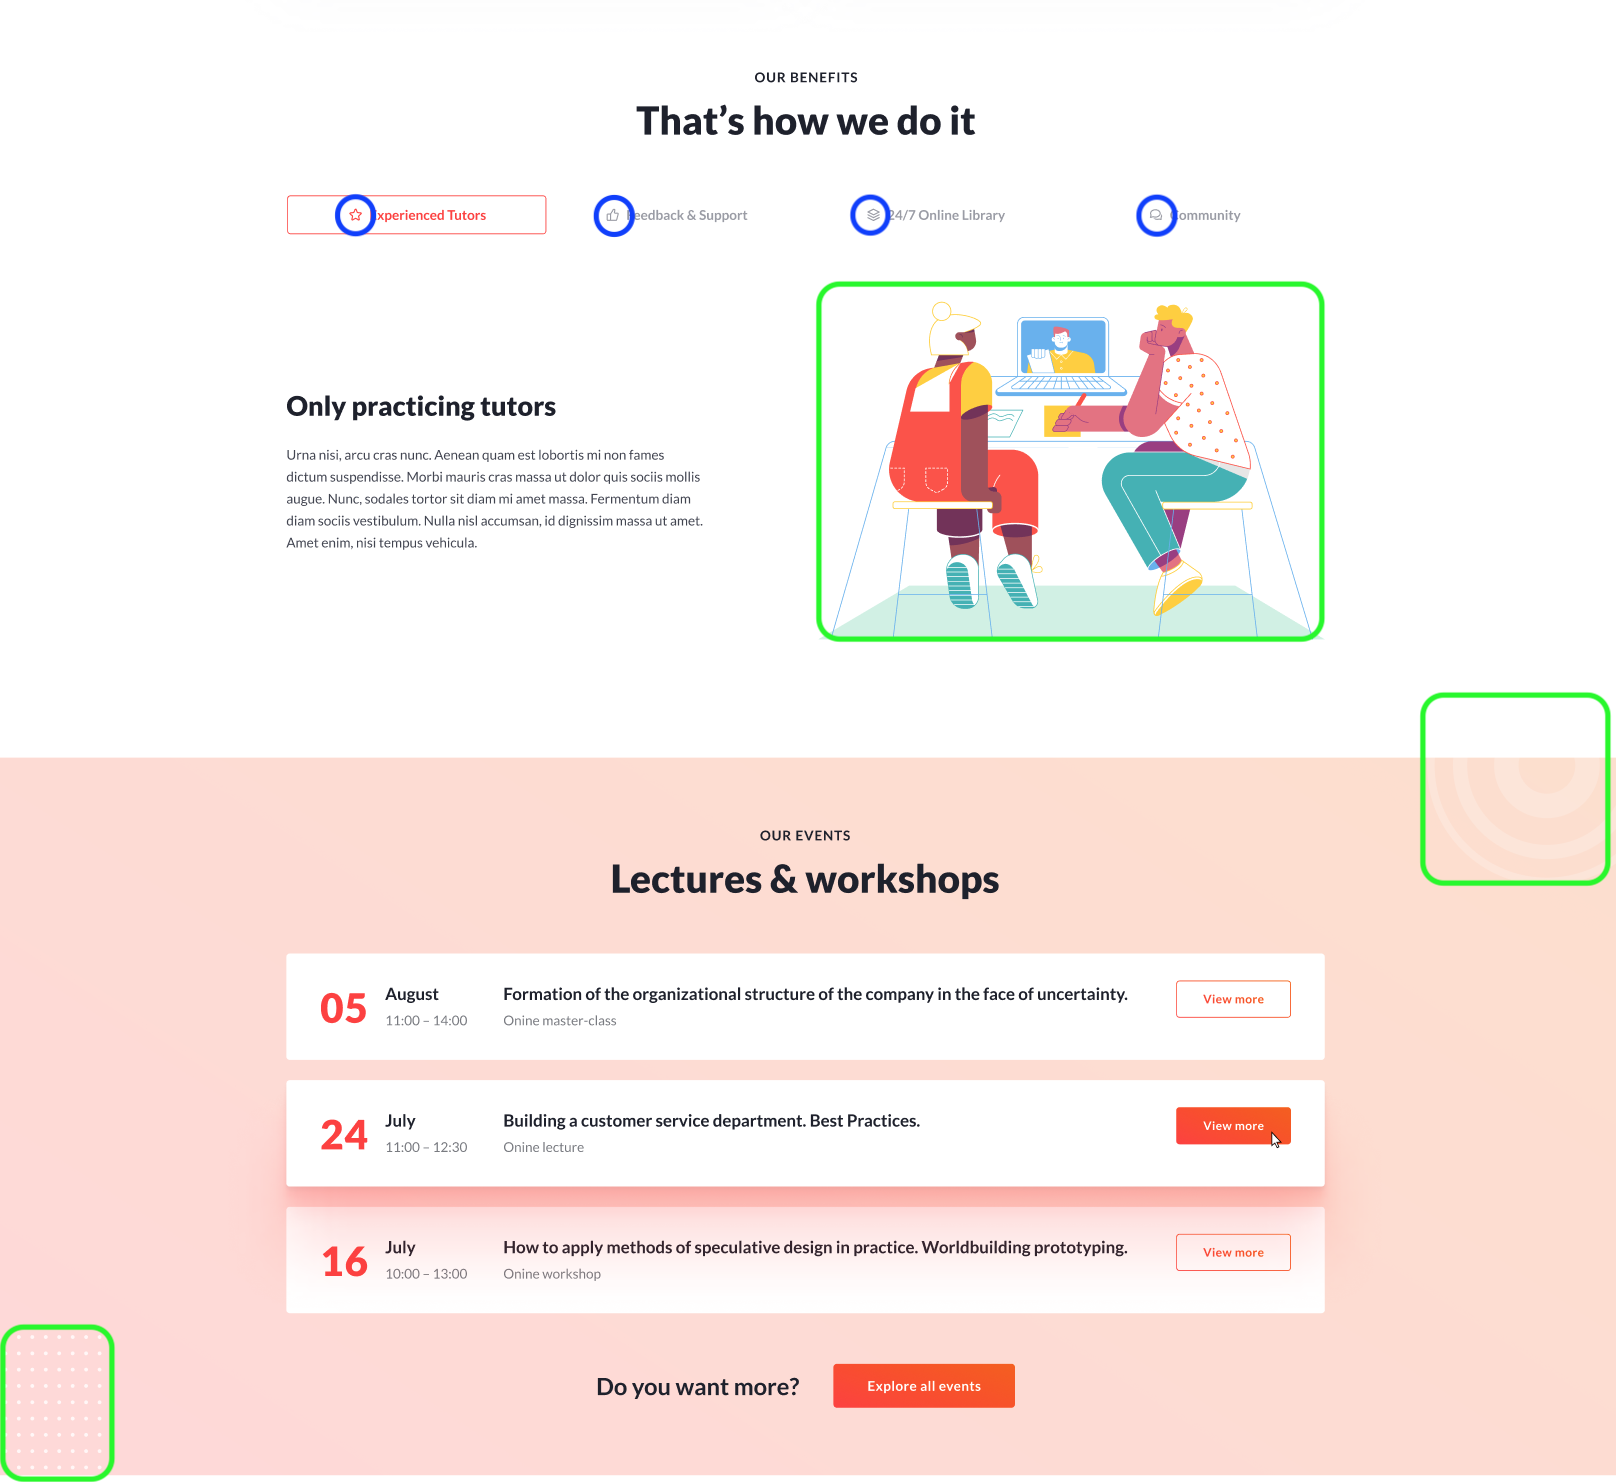 OUR BENEFITS
That's how we do it
Experienced Tutors
Feedback & Support
24/7 Online Library
Community
Only practicing tutors
Urna nisi, arcu cras nunc. Aenean quam est lobortis mi non fames
dictum suspendisse. Morbi mauris cras massa ut dolor quis sociis mollis
augue. Nunc, sodales tortor sit diam mi amet massa. Fermentum diam
diam sociis vestibulum. Nulla nisl accumsan, id dignissim massa ut amet.
Amet enim, nisi tempus vehicula.
OUR EVENTS
Lectures & workshops
05
August
11:00 – 14:00
Formation of the organizational structure of the company in the face of uncertainty.
Onine master-class
View more
24
July
11:00 – 12:30
Building a customer service department. Best Practices.
Onine lecture
View more
16
July
10:00 – 13:00
How to apply methods of speculative design in practice. Worldbuilding prototyping.
Onine workshop
View more
Do you want more?
Explore all events